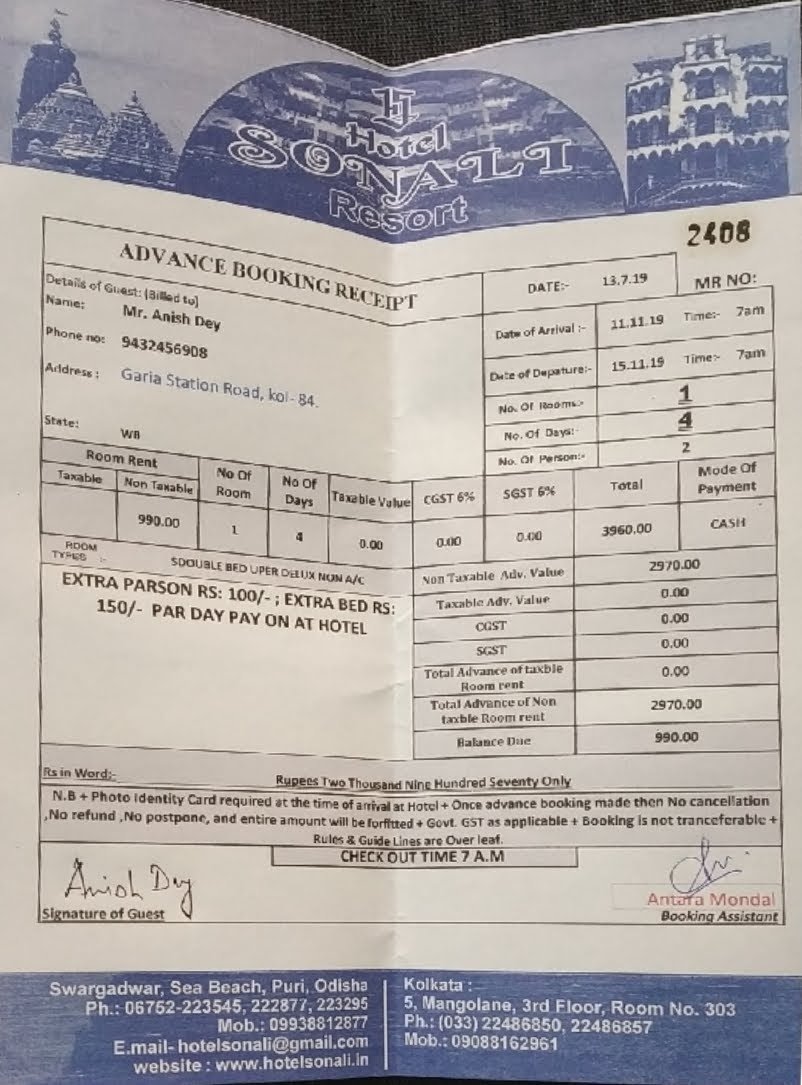 HJ
Hotel
SONALI
Resort
2408
ADVANCE BOOKING RECEIPT
DATE:- 13.7.19 MR NO:
Details of Guest: (Billed to)
Name: Mr. Anish Dey
Phone no: 9432456908
Address : Garia Station Road, kol- 84.
State: WB
Date of Arrival :- 11.11.19 Time:- 7am
Date of Depature:- 15.11.19 Time:- 7am
No. Of Rooms:- 1
No. Of Days:- 4
No. Of Person:- 2
Room Rent No Of Room No Of Days Taxable Value CGST 6% SGST 6% Total Mode Of Payment
Taxable Non Taxable
990.00 1 4 0.00 0.00 0.00 3960.00 CASH
ROOM TYPES :- SDOUBLE BED UPER DELUX NON A/C
EXTRA PARSON RS: 100/- ; EXTRA BED RS:
150/- PAR DAY PAY ON AT HOTEL
Non Taxable Adv. Value 2970.00
Taxable Adv. Value 0.00
CGST 0.00
SGST 0.00
Total Advance of taxble Room rent 0.00
Total Advance of Non taxble Room rent 2970.00
Balance Due 990.00
Rs in Word:- Rupees Two Thousand Nine Hundred Seventy Only
N.B + Photo Identity Card required at the time of arrival at Hotel + Once advance booking made then No cancellation
,No refund ,No postpone, and entire amount will be forfitted + Govt. GST as applicable + Booking is not tranceferable +
Rules & Guide Lines are Over leaf.
CHECK OUT TIME 7 A.M
Anish Dey
Signature of Guest
Antara Mondal
Booking Assistant
Swargadwar, Sea Beach, Puri, Odisha
Ph.: 06752-223545, 222877, 223295
Mob.: 09938812877
E.mail- hotelsonali@gmail.com
website : www.hotelsonali.in
Kolkata :
5, Mangolane, 3rd Floor, Room No. 303
Ph.: (033) 22486850, 22486857
Mob.: 09088162961